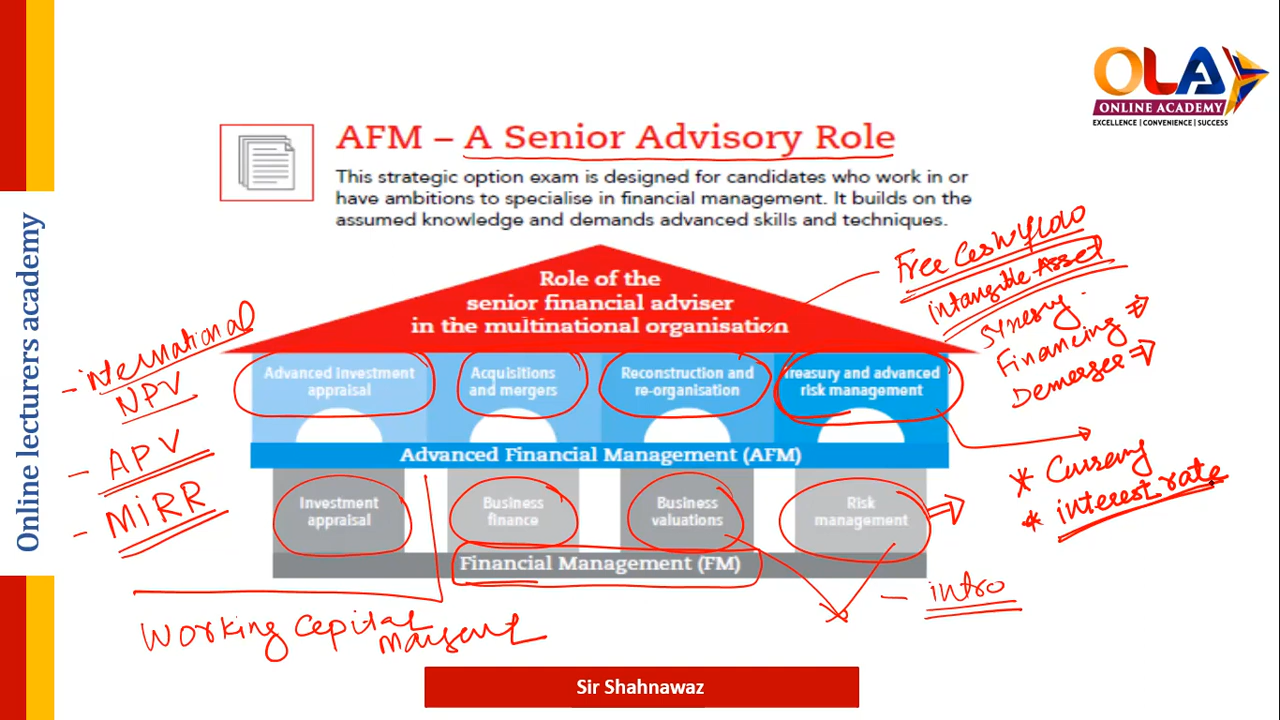 OLA
ONLINE ACADEMY
EXCELLENCE | CONVENIENCE | SUCCESS
Online lecturers academy
AFM – A Senior Advisory Role
This strategic option exam is designed for candidates who work in or
have ambitions to specialise in financial management. It builds on the
assumed knowledge and demands advanced skills and techniques.
Role of the
senior financial adviser
in the multinational organisation
Free Cashflow
intangible Asset
Synergy
Financing
Demerger
- international
NPV
- APV
- MiRR
Advanced investment
appraisal
Acquisitions
and mergers
Reconstruction and
re-organisation
Treasury and advanced
risk management
Advanced Financial Management (AFM)
* Currency
* interest rate
Investment
appraisal
Business
finance
Business
valuations
Risk
management
Financial Management (FM)
- intro
Working Capital
Sir Shahnawaz